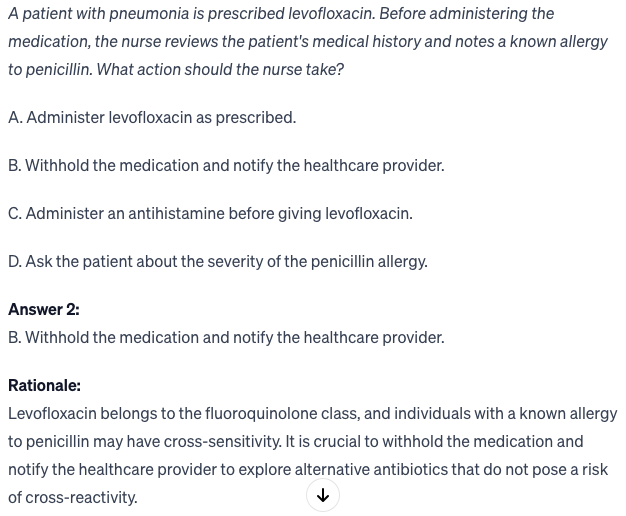 A patient with pneumonia is prescribed levofloxacin. Before administering the
medication, the nurse reviews the patient's medical history and notes a known allergy
to penicillin. What action should the nurse take?
A. Administer levofloxacin as prescribed.
B. Withhold the medication and notify the healthcare provider.
C. Administer an antihistamine before giving levofloxacin.
D. Ask the patient about the severity of the penicillin allergy.
Answer 2:
B. Withhold the medication and notify the healthcare provider.
Rationale:
Levofloxacin belongs to the fluoroquinolone class, and individuals with a known allergy
to penicillin may have cross-sensitivity. It is crucial to withhold the medication and
notify the healthcare provider to explore alternative antibiotics that do not pose a risk
of cross-reactivity.